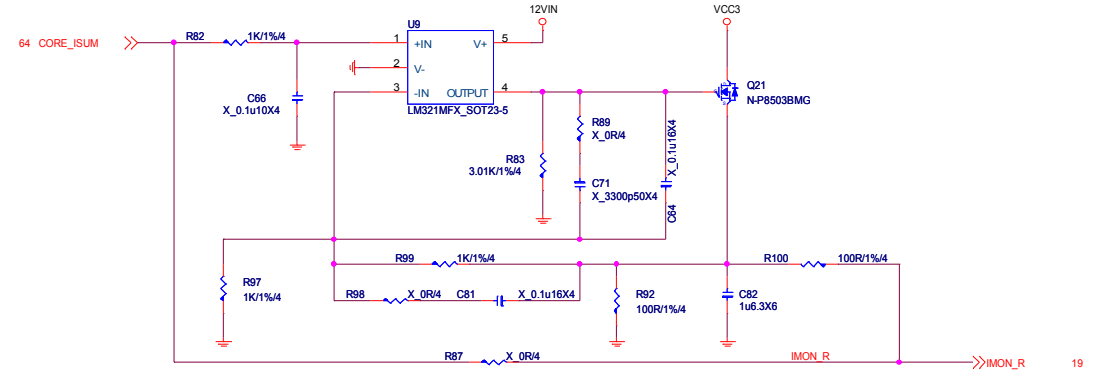 12VIN
VCC3
U9
64 CORE_ISUM
R82
1K/1%/4
1
+IN
V+
5
2
V-
3
-IN
OUTPUT
4
LM321MFX_SOT23-5
C66
X_0.1u10X4
Q21
N-P8503BMG
R89
X_0R/4
X_0.1u16X4
R83
3.01K/1%/4
C71
X_3300p50X4
C64
R99
1K/1%/4
R100
100R/1%/4
R97
1K/1%/4
R98
X_0R/4
C81
X_0.1u16X4
R92
100R/1%/4
C82
1u6.3X6
R87
X_0R/4
IMON_R
IMON_R
19